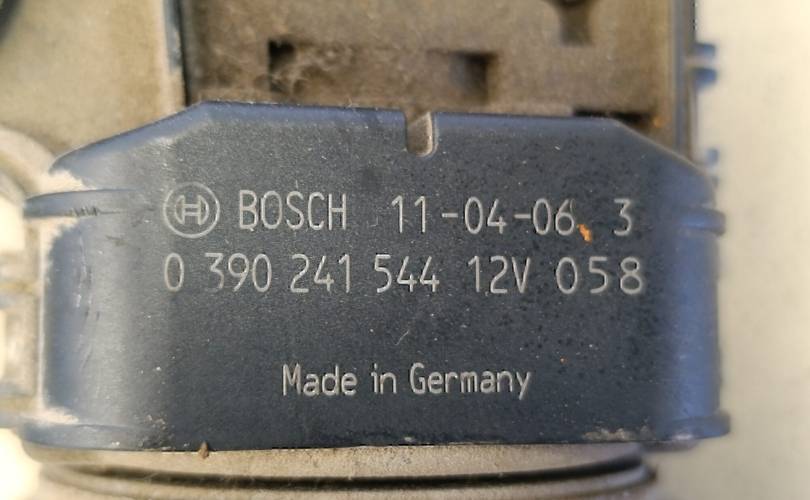 BOSCH 11-04-06 3
0 390 241 544 12V 058
Made in Germany